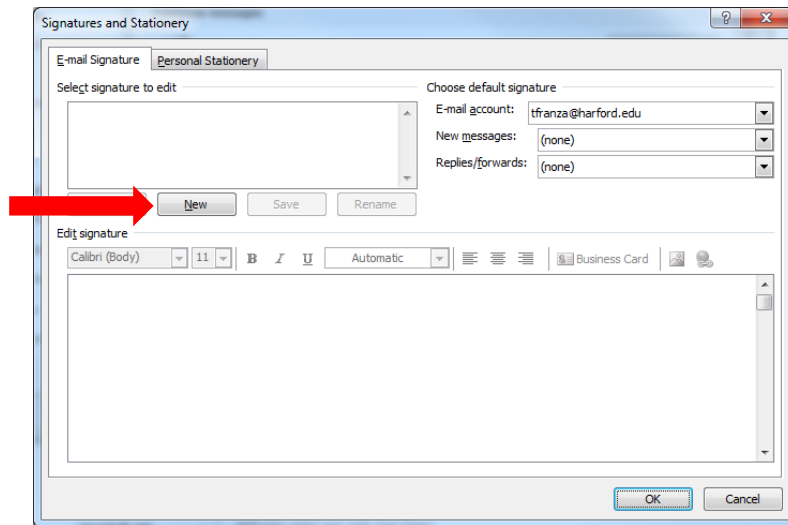 Signatures and Stationery
E-mail Signature Personal Stationery
Select signature to edit
Choose default signature
E-mail account: tfranza@harford.edu
New messages: (none)
Replies/forwards: (none)
New Save Rename
Edit signature
Calibri (Body) 11 B I U Automatic Business Card
OK Cancel